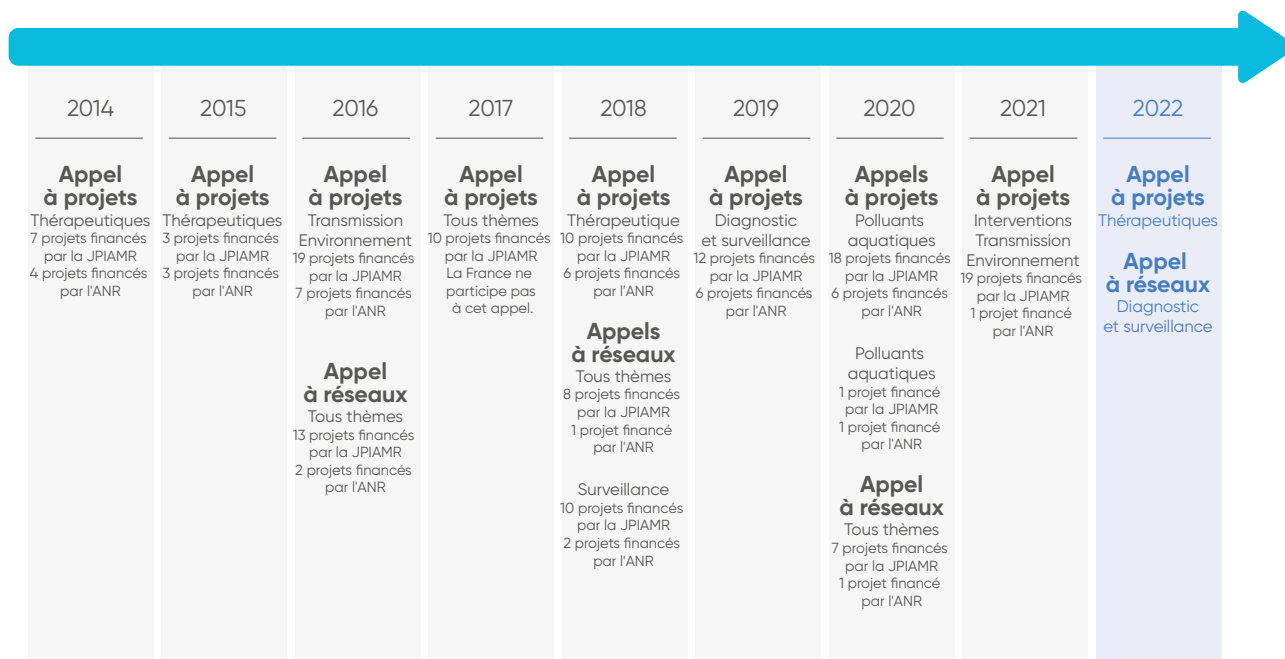 2014
Appel
à projets
Thérapeutiques
7 projets financés
par la JPIAMR
4 projets financés
par l'ANR
2015
Appel
à projets
Thérapeutiques
3 projets financés
par la JPIAMR
3 projets financés
par l'ANR
2016
Appel
à projets
Transmission
Environnement
19 projets financés
par la JPIAMR
7 projets financés
par l'ANR
Appel
à réseaux
Tous thèmes
13 projets financés
par la JPIAMR
2 projets financés
par l'ANR
2017
Appel
à projets
Tous thèmes
10 projets financés
par la JPIAMR
La France ne
participe pas
à cet appel.
2018
Appel
à projets
Thérapeutique
10 projets financés
par la JPIAMR
6 projets financés
par l'ANR
Appels
à réseaux
Tous thèmes
8 projets financés
par la JPIAMR
1 projet financé
par l'ANR
Surveillance
10 projets financés
par la JPIAMR
2 projets financés
par l'ANR
2019
Appel
à projets
Diagnostic
et surveillance
12 projets financés
par la JPIAMR
6 projets financés
par l'ANR
2020
Appels
à projets
Polluants
aquatiques
18 projets financés
par la JPIAMR
6 projets financés
par l'ANR
Polluants
aquatiques
1 projet financé
par la JPIAMR
1 projet financé
par l'ANR
Appel
à réseaux
Tous thèmes
7 projets financés
par la JPIAMR
1 projet financé
par l'ANR
2021
Appel
à projets
Interventions
Transmission
Environnement
19 projets financés
par la JPIAMR
1 projet financé
par l'ANR
2022
Appel
à projets
Thérapeutiques
Appel
à réseaux
Diagnostic
et surveillance